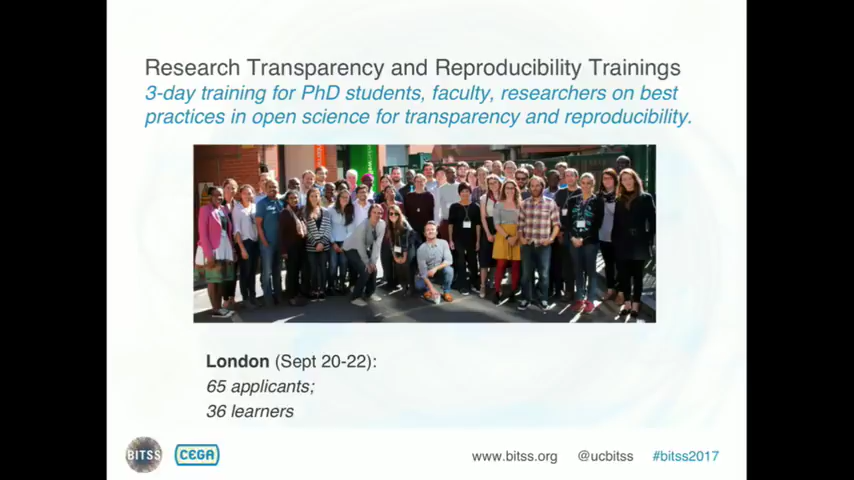 Research Transparency and Reproducibility Trainings
3-day training for PhD students, faculty, researchers on best
practices in open science for transparency and reproducibility.
London (Sept 20-22):
65 applicants;
36 learners
BITSS
CEGA
www.bitss.org @ucbitss #bitss2017